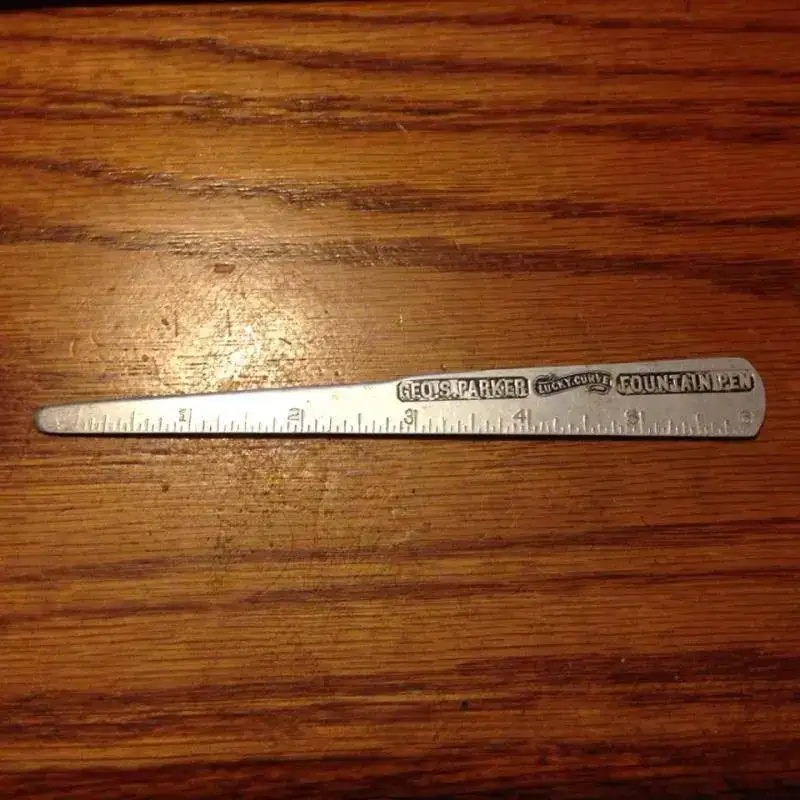 GEO.S.PARKER LUCKY.CURVE FOUNTAIN PEN
1 2 3 4 5 6